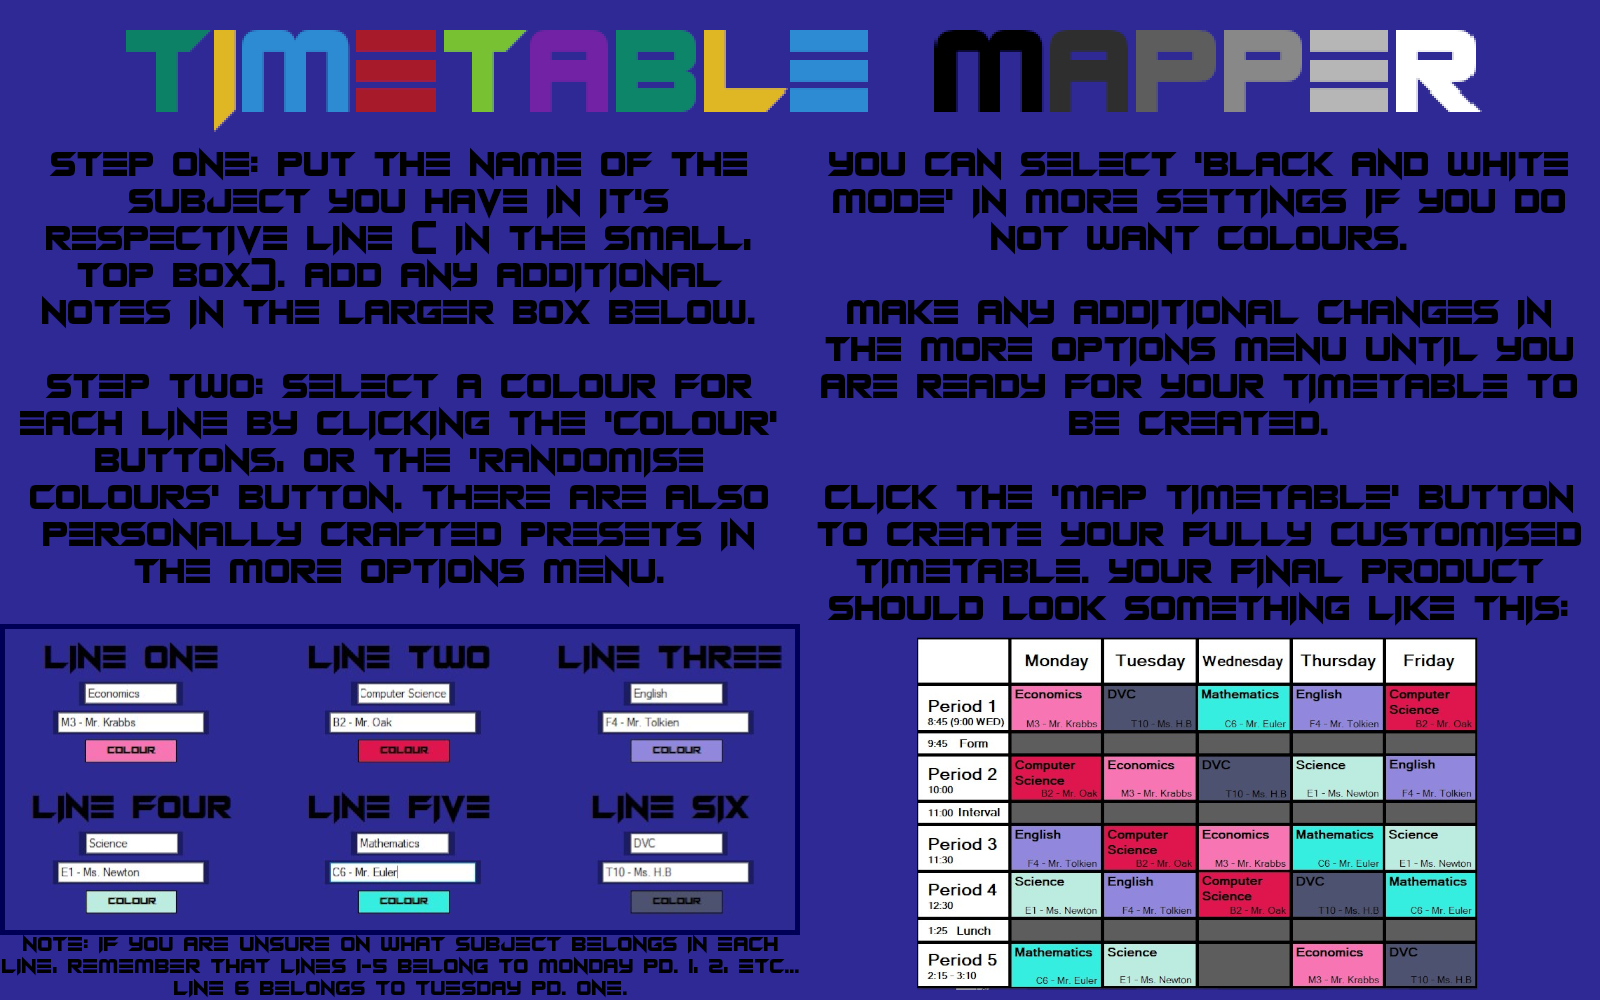 TIMETABLE MAPPER
STEP ONE: PUT THE NAME OF THE
SUBJECT YOU HAVE IN IT'S
RESPECTIVE LINE ( IN THE SMALL,
TOP BOX). ADD ANY ADDITIONAL
NOTES IN THE LARGER BOX BELOW.
STEP TWO: SELECT A COLOUR FOR
EACH LINE BY CLICKING THE 'COLOUR'
BUTTONS, OR THE 'RANDOMISE
COLOURS' BUTTON. THERE ARE ALSO
PERSONALLY CRAFTED PRESETS IN
THE MORE OPTIONS MENU.
LINE ONE LINE TWO LINE THREE
Economics Computer Science English
M3 - Mr. Krabbs B2 - Mr. Oak F4 - Mr. Tolkien
COLOUR COLOUR COLOUR
LINE FOUR LINE FIVE LINE SIX
Science Mathematics DVC
E1 - Ms. Newton C6 - Mr. Euler T10 - Ms. H.B
COLOUR COLOUR COLOUR
NOTE: IF YOU ARE UNSURE ON WHAT SUBJECT BELONGS IN EACH
LINE, REMEMBER THAT LINES 1-5 BELONG TO MONDAY PD. 1, 2, ETC...
LINE 6 BELONGS TO TUESDAY PD. ONE.
YOU CAN SELECT 'BLACK AND WHITE
MODE' IN MORE SETTINGS IF YOU DO
NOT WANT COLOURS.
MAKE ANY ADDITIONAL CHANGES IN
THE MORE OPTIONS MENU UNTIL YOU
ARE READY FOR YOUR TIMETABLE TO
BE CREATED.
CLICK THE 'MAP TIMETABLE' BUTTON
TO CREATE YOUR FULLY CUSTOMISED
TIMETABLE. YOUR FINAL PRODUCT
SHOULD LOOK SOMETHING LIKE THIS:
Monday Tuesday Wednesday Thursday Friday
Period 1 Economics DVC Mathematics English Computer
Science
8:45 (9:00 WED) M3 - Mr. Krabbs T10 - Ms. H.B C6 - Mr. Euler F4 - Mr. Tolkien B2 - Mr. Oak
9:45 Form
Period 2 Computer Economics DVC Science English
Science
10:00 B2 - Mr. Oak M3 - Mr. Krabbs T10 - Ms. H.B E1 - Ms. Newton F4 - Mr. Tolkien
11:00 Interval
Period 3 English Computer Economics Mathematics Science
Science
11:30 F4 - Mr. Tolkien B2 - Mr. Oak M3 - Mr. Krabbs C6 - Mr. Euler E1 - Ms. Newton
Period 4 Science English Computer DVC Mathematics
Science
12:30 E1 - Ms. Newton F4 - Mr. Tolkien B2 - Mr. Oak T10 - Ms. H.B C6 - Mr. Euler
1:25 Lunch
Period 5 Mathematics Science Economics DVC
2:15 - 3:10 C6 - Mr. Euler E1 - Ms. Newton M3 - Mr. Krabbs T10 - Ms. H.B